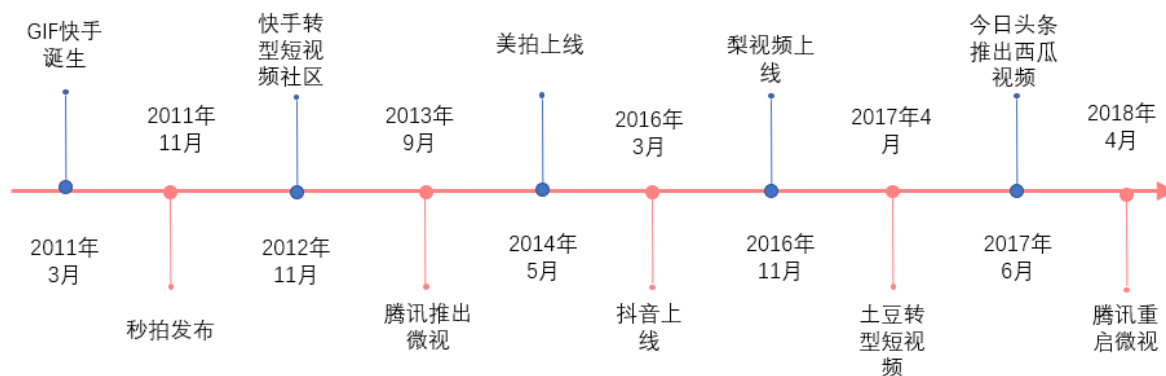 GIF快手
诞生
2011年
3月
2011年
11月
秒拍发布
快手转
型短视
频社区
2012年
11月
2013年
9月
腾讯推出
微视
美拍上线
2014年
5月
2016年
3月
抖音上
线
梨视频上
线
2016年
11月
2017年4
月
土豆转
型短视
频
今日头条
推出西瓜
视频
2017年
6月
2018年
4月
腾讯重
启微视